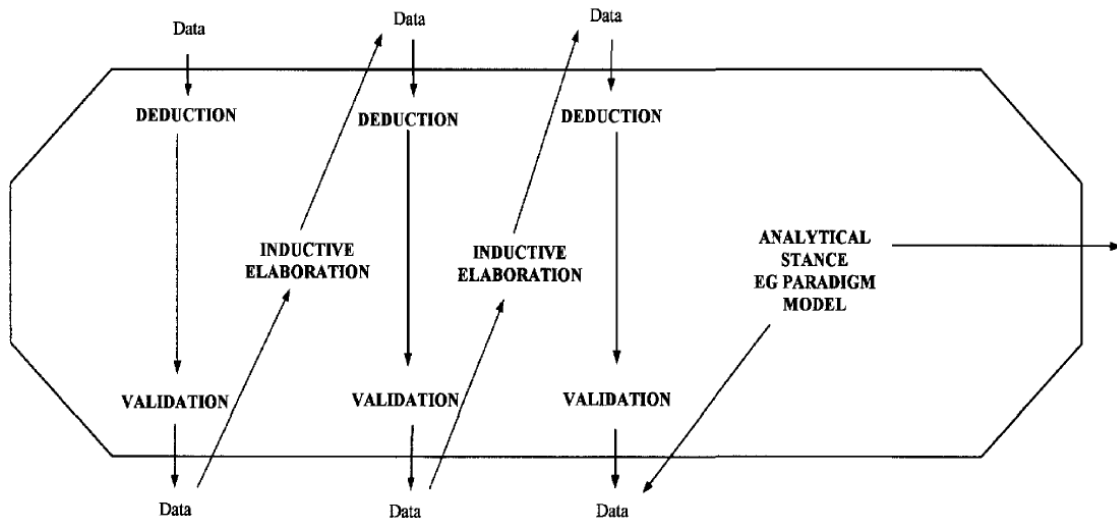 Data
Data
Data
DEDUCTION
DEDUCTION
DEDUCTION
INDUCTIVE
ELABORATION
INDUCTIVE
ELABORATION
ANALYTICAL
STANCE
EG PARADIGM
MODEL
VALIDATION
VALIDATION
VALIDATION
Data
Data
Data